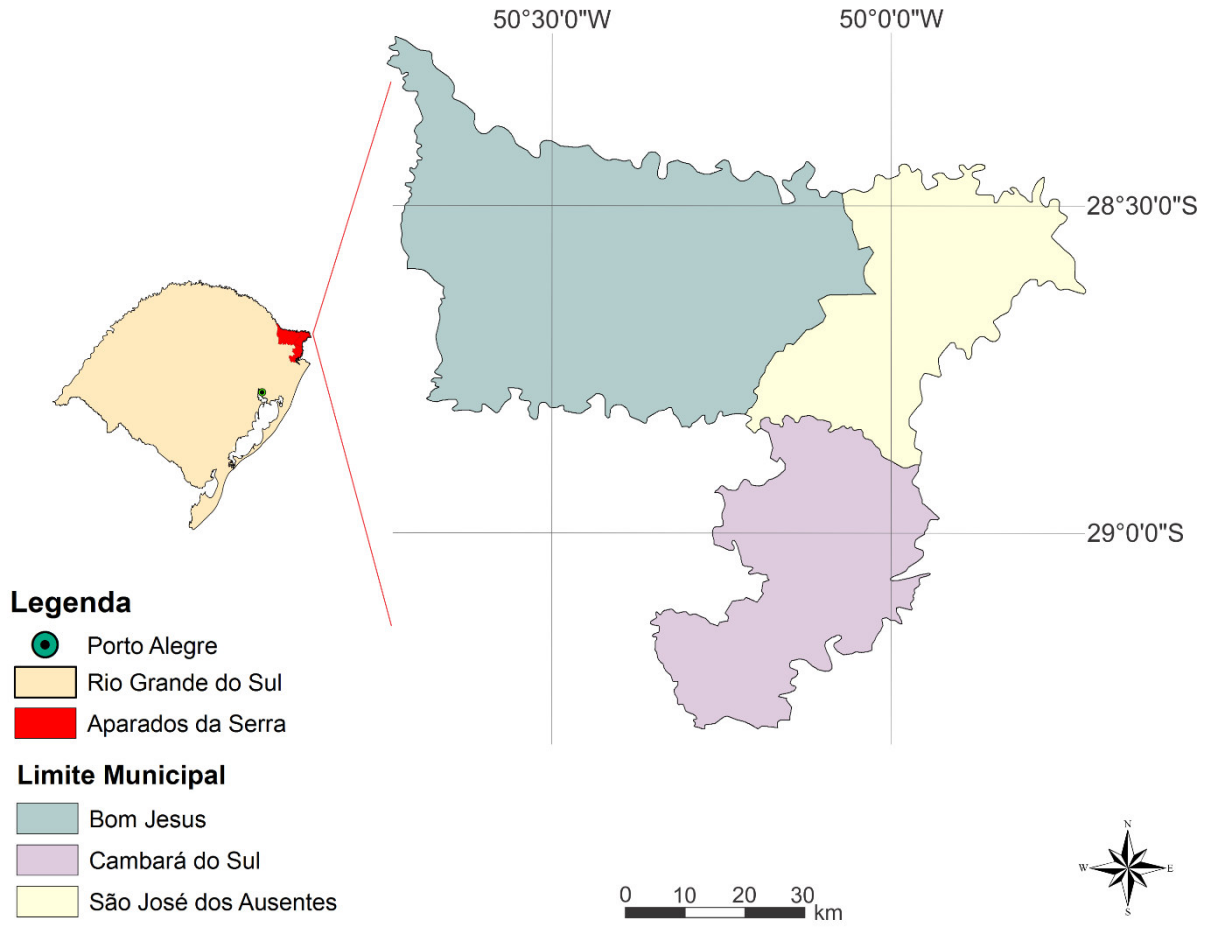 50°30'0"W
50°0'0"W
28°30'0"S
29°0'0"S
Legenda
Porto Alegre
Rio Grande do Sul
Aparados da Serra
Limite Municipal
Bom Jesus
Cambará do Sul
São José dos Ausentes
0 10 20 30
km
N
W E
S